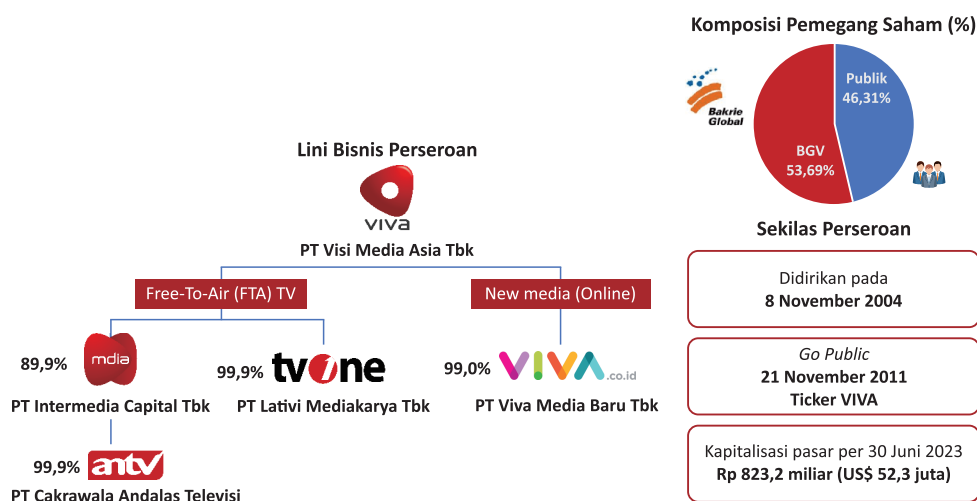 Komposisi Pemegang Saham (%)
Publik
46,31%
Bakrie
Global
BGV
53,69%
Lini Bisnis Perseroan
viva
PT Visi Media Asia Tbk
Free-To-Air (FTA) TV
New media (Online)
89,9%
mdia
99,9%
tvOne
99,0%
VIVA.co.id
PT Intermedia Capital Tbk
PT Lativi Mediakarya Tbk
PT Viva Media Baru Tbk
99,9%
antv
PT Cakrawala Andalas Televisi
Sekilas Perseroan
Didirikan pada
8 November 2004
Go Public
21 November 2011
Ticker VIVA
Kapitalisasi pasar per 30 Juni 2023
Rp 823,2 miliar (US$ 52,3 juta)